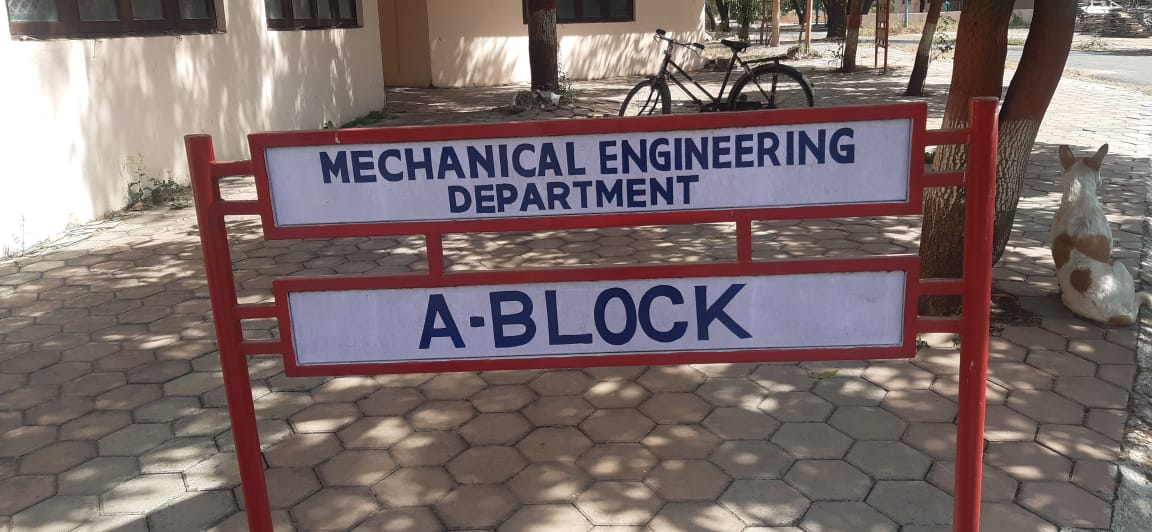 MECHANICAL ENGINEERING
DEPARTMENT
A-BLOCK